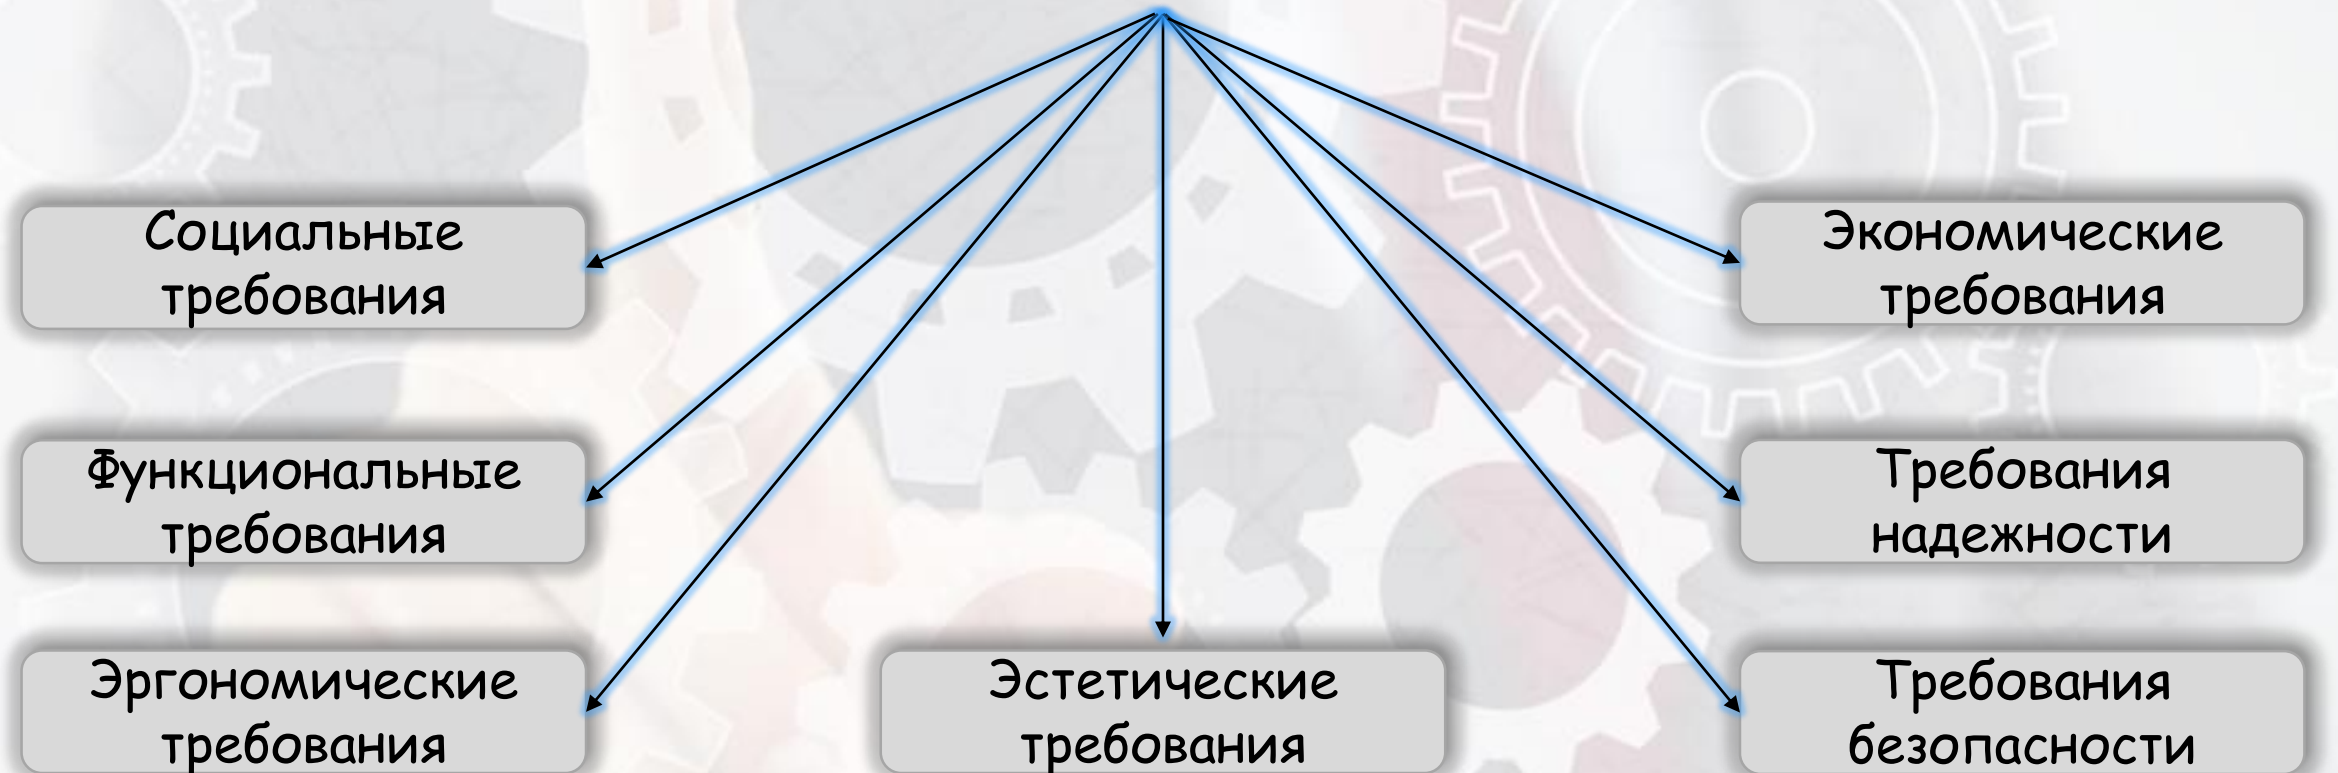 Социальные
требования
Экономические
требования
Функциональные
требования
Требования
надежности
Эргономические
требования
Эстетические
требования
Требования
безопасности